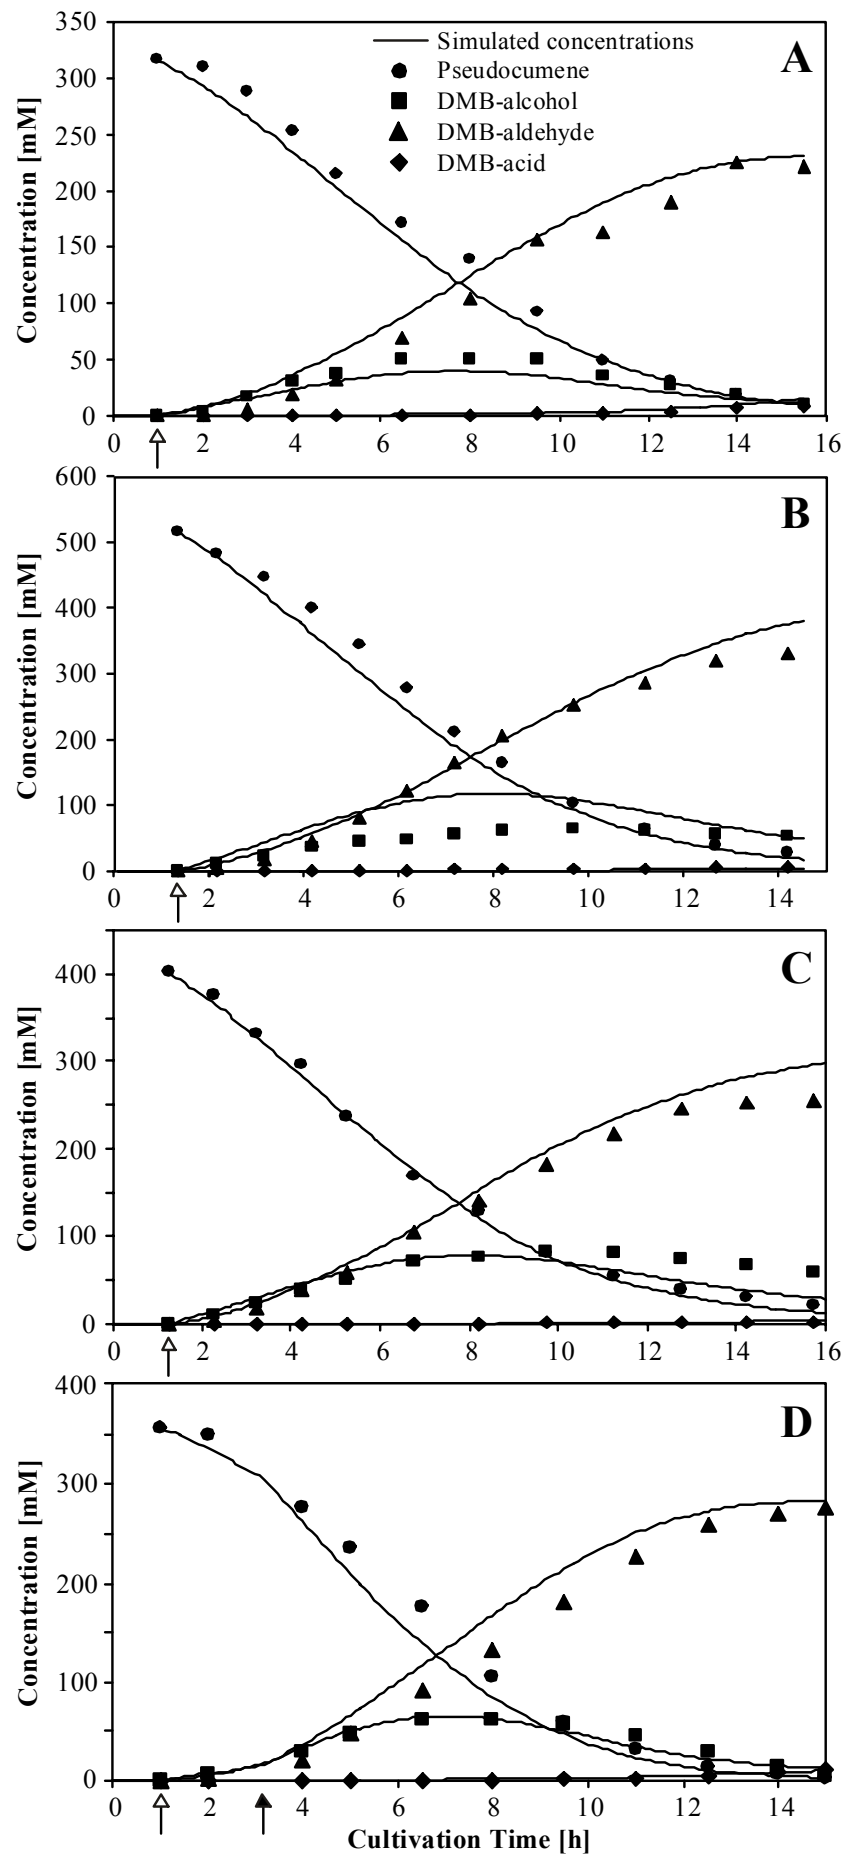 350
Simulated concentrations
A
Pseudocumene
300
DMB-alcohol
250
DMB-aldehyde
DMB-acid
200
150
100
50
0
Concentration [mM]
0 2 4 6 8 10 12 14 16
600
B
500
400
300
200
100
0
Concentration [mM]
0 2 4 6 8 10 12 14
C
400
300
200
100
0
Concentration [mM]
0 2 4 6 8 10 12 14 16
400
D
300
200
100
0
Concentration [mM]
0 2 4 6 8 10 12 14
Cultivation Time [h]